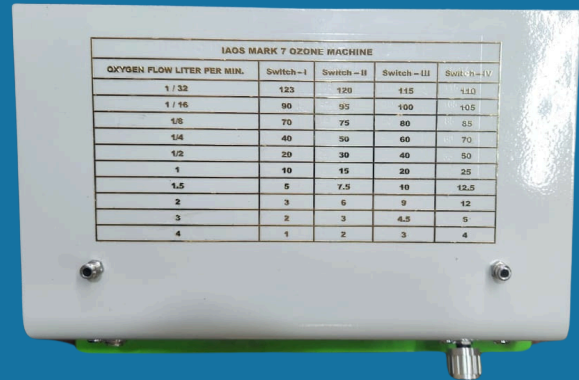 IAOS MARK 7 OZONE MACHINE
OXYGEN FLOW LITER PER MIN. Switch – I Switch – II Switch – III Switch – IV
1 / 32 123 120 115 110
1 / 16 90 95 100 105
1/8 70 75 80 85
1/4 40 50 60 70
1/2 20 30 40 50
1 10 15 20 25
1.5 5 7.5 10 12.5
2 3 6 9 12
3 2 3 4.5 5
4 1 2 3 4